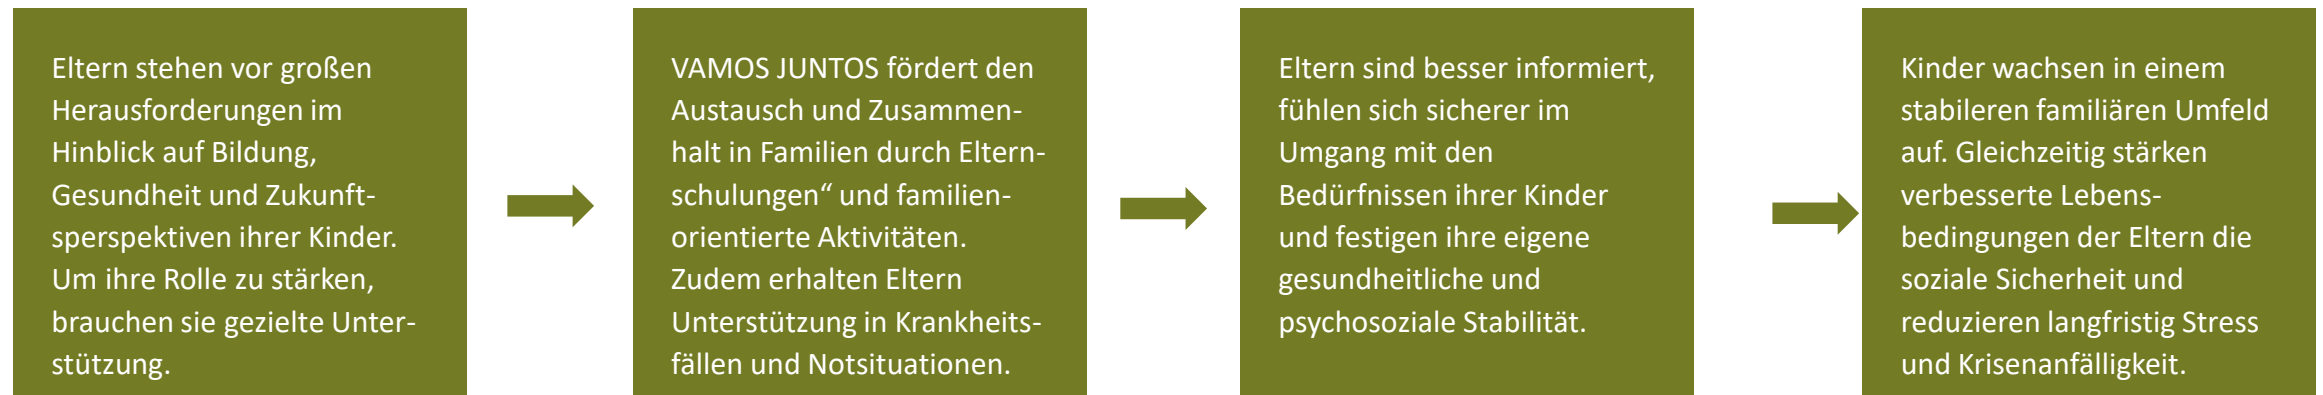 Eltern stehen vor großen
Herausforderungen im
Hinblick auf Bildung,
Gesundheit und Zukunft-
sperspektiven ihrer Kinder.
Um ihre Rolle zu stärken,
brauchen sie gezielte Unter-
stützung.
VAMOS JUNTOS fördert den
Austausch und Zusammen-
halt in Familien durch Eltern-
schulungen“ und familien-
orientierte Aktivitäten.
Zudem erhalten Eltern
Unterstützung in Krankheits-
fällen und Notsituationen.
Eltern sind besser informiert,
fühlen sich sicherer im
Umgang mit den
Bedürfnissen ihrer Kinder
und festigen ihre eigene
gesundheitliche und
psychosoziale Stabilität.
Kinder wachsen in einem
stabileren familiären Umfeld
auf. Gleichzeitig stärken
verbesserte Lebens-
bedingungen der Eltern die
soziale Sicherheit und
reduzieren langfristig Stress
und Krisenanfälligkeit.